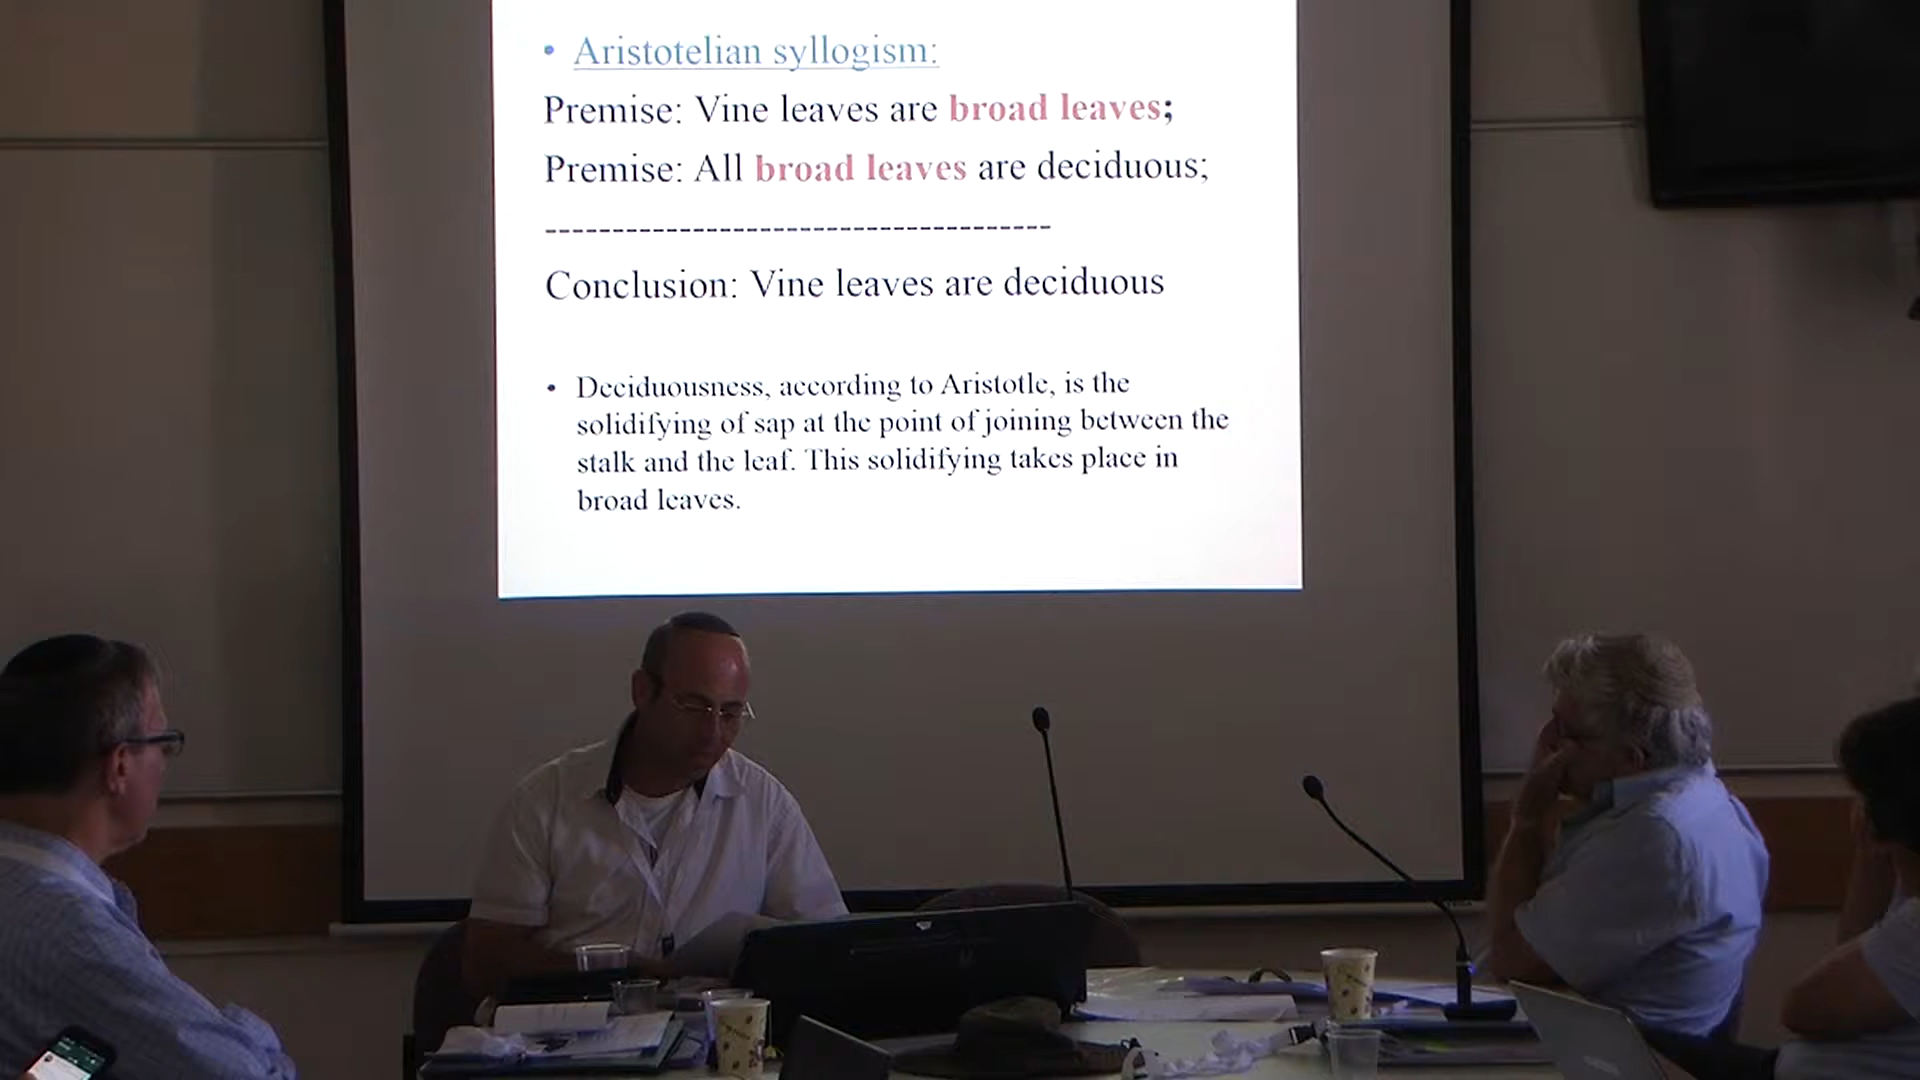 • Aristotelian syllogism:
Premise: Vine leaves are broad leaves;
Premise: All broad leaves are deciduous;
--------------------------------------
Conclusion: Vine leaves are deciduous
• Deciduousness, according to Aristotle, is the
solidifying of sap at the point of joining between the
stalk and the leaf. This solidifying takes place in
broad leaves.